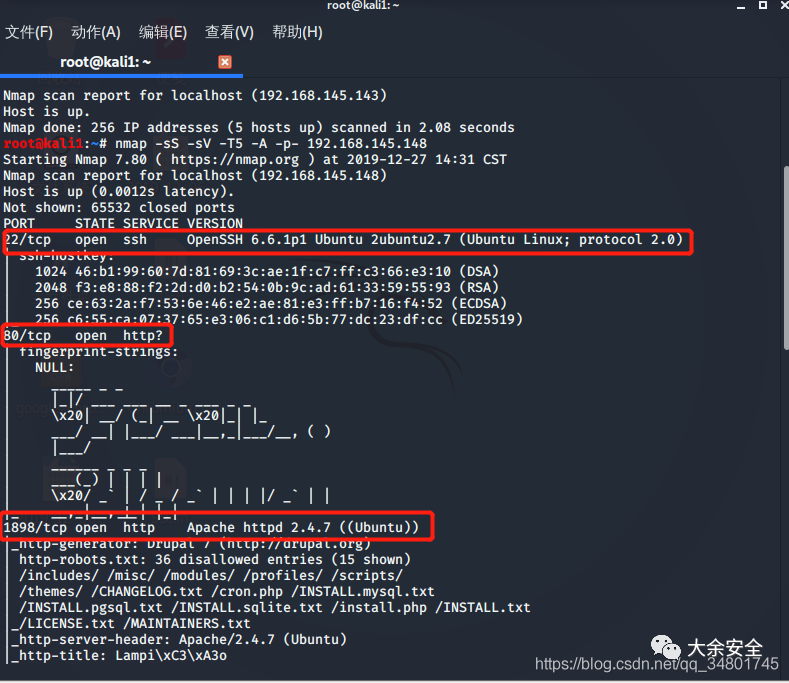 root@kali1: ~
文件(F) 动作(A) 编辑(E) 查看(V) 帮助(H)
root@kali1: ~
Nmap scan report for localhost (192.168.145.143)
Host is up.
Nmap done: 256 IP addresses (5 hosts up) scanned in 2.08 seconds
root@kali1:~# nmap -sS -sV -T5 -A -p- 192.168.145.148
Starting Nmap 7.80 ( https://nmap.org ) at 2019-12-27 14:31 CST
Nmap scan report for localhost (192.168.145.148)
Host is up (0.0012s latency).
Not shown: 65532 closed ports
PORT     STATE SERVICE VERSION
22/tcp   open  ssh     OpenSSH 6.6.1p1 Ubuntu 2ubuntu2.7 (Ubuntu Linux; protocol 2.0)
| ssh-hostkey:
|   1024 46:b1:99:60:7d:81:69:3c:ae:1f:c7:ff:c3:66:e3:10 (DSA)
|   2048 f3:e8:88:f2:2d:d0:b2:54:0b:9c:ad:61:33:59:55:93 (RSA)
|   256 ce:63:2a:f7:53:6e:46:e2:ae:81:e3:ff:b7:16:f4:52 (ECDSA)
|_  256 c6:55:ca:07:37:65:e3:06:c1:d6:5b:77:dc:23:df:cc (ED25519)
80/tcp   open  http?
| fingerprint-strings:
|   NULL:
|     _____ _ _
|     |_|/ ___ ___ __ _ ___ _ _
|     \x20| __/ (_| __ \x20|_| |_
|     ___/ __| |___/ ___|__,_|___/__, ( )
|     |___/
|     ______ _ _ _
|     ___(_) | | | |
|     \x20/ _` | / _ / _` | | | |/ _` | |
|_    __,_|__,_|_| |_|
1898/tcp open  http    Apache httpd 2.4.7 ((Ubuntu))
|_http-generator: Drupal 7 (http://drupal.org)
| http-robots.txt: 36 disallowed entries (15 shown)
| /includes/ /misc/ /modules/ /profiles/ /scripts/
| /themes/ /CHANGELOG.txt /cron.php /INSTALL.mysql.txt
| /INSTALL.pgsql.txt /INSTALL.sqlite.txt /install.php /INSTALL.txt
|_/LICENSE.txt /MAINTAINERS.txt
|_http-server-header: Apache/2.4.7 (Ubuntu)
|_http-title: Lampi\xC3\xA3o
大余安全
https://blog.csdn.net/qq_34801745